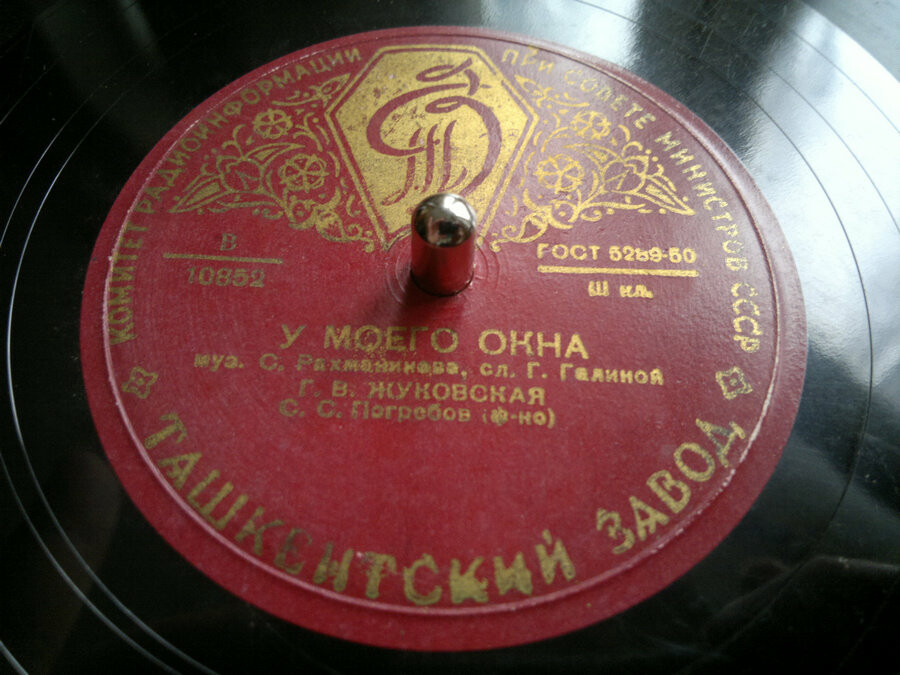 КОМИТЕТ РАДИОИНФОРМАЦИИ ПРИ СОВЕТЕ МИНИСТРОВ СССР
В
10852
ГОСТ 5289-50
Ш кл.
У МОЕГО ОКНА
муз. С. Рахманинова, сл. Г. Галиной
Г. В. ЖУКОВСКАЯ
С. С. Погребов (ф-но)
ТАШКЕНТСКИЙ ЗАВОД